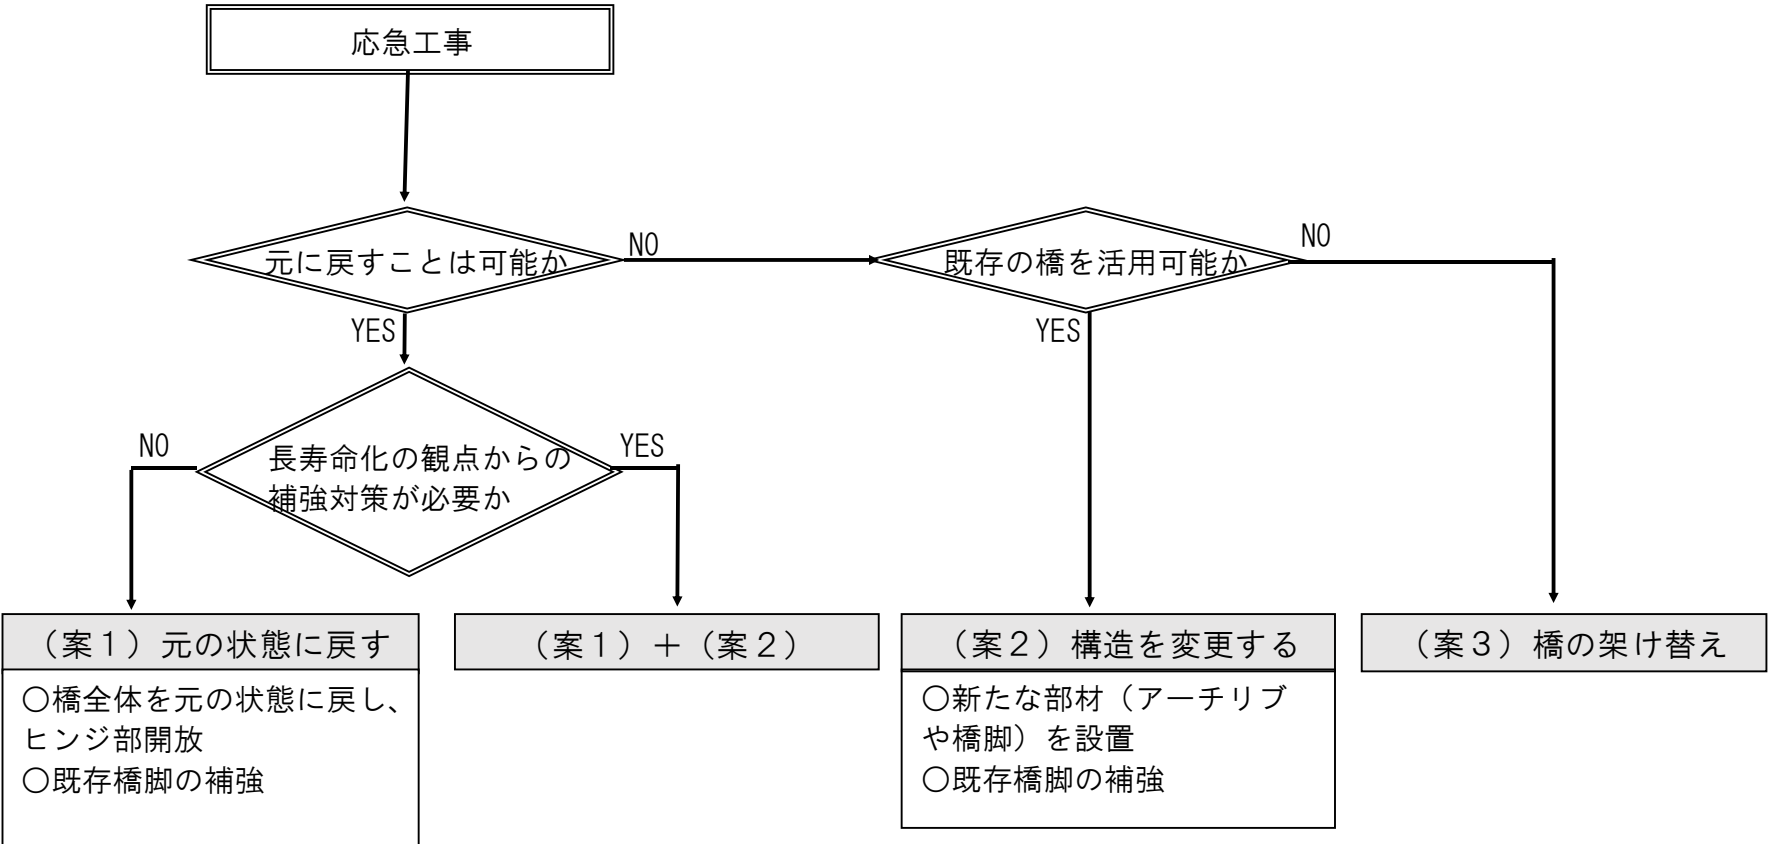 応急工事
元に戻すことは可能か
NO
既存の橋を活用可能か
NO
YES
YES
NO
長寿命化の観点からの
補強対策が必要か
YES
（案１）元の状態に戻す
（案１）＋（案２）
（案２）構造を変更する
（案３）橋の架け替え
○橋全体を元の状態に戻し、
ヒンジ部開放
○既存橋脚の補強
○新たな部材（アーチリブ
や橋脚）を設置
○既存橋脚の補強